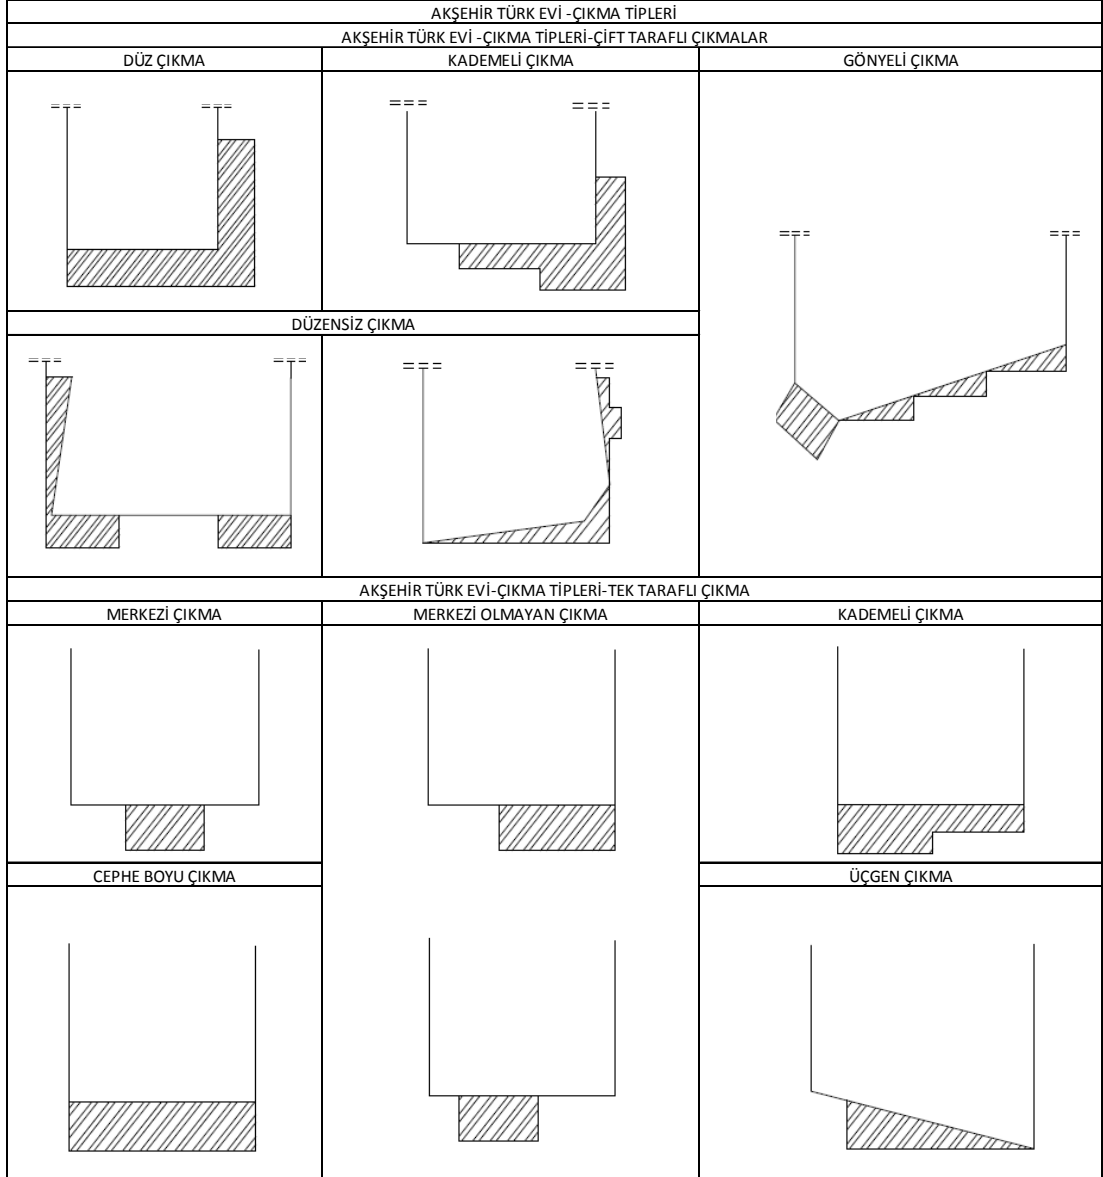 AKŞEHİR TÜRK EVİ -ÇIKMA TİPLERİ
AKŞEHİR TÜRK EVİ -ÇIKMA TİPLERİ-ÇİFT TARAFLI ÇIKMALAR
DÜZ ÇIKMA
KADEMELİ ÇIKMA
GÖNYELİ ÇIKMA
DÜZENSİZ ÇIKMA
AKŞEHİR TÜRK EVİ-ÇIKMA TİPLERİ-TEK TARAFLI ÇIKMA
MERKEZİ ÇIKMA
MERKEZİ OLMAYAN ÇIKMA
KADEMELİ ÇIKMA
CEPHE BOYU ÇIKMA
ÜÇGEN ÇIKMA